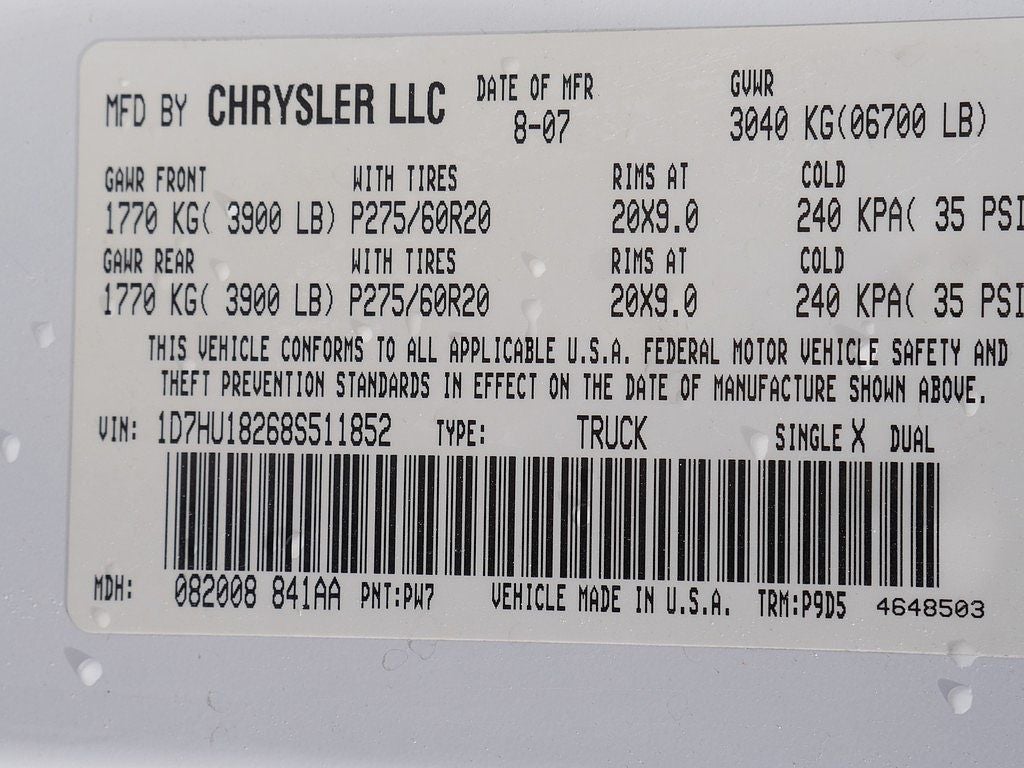 MFD BY CHRYSLER LLC DATE OF MFR GVWR
8-07 3040 KG(06700 LB)
GAWR FRONT WITH TIRES RIMS AT COLD
1770 KG( 3900 LB) P275/60R20 20X9.0 240 KPA( 35 PSI
GAWR REAR WITH TIRES RIMS AT COLD
1770 KG( 3900 LB) P275/60R20 20X9.0 240 KPA( 35 PSI
THIS VEHICLE CONFORMS TO ALL APPLICABLE U.S.A. FEDERAL MOTOR VEHICLE SAFETY AND
THEFT PREVENTION STANDARDS IN EFFECT ON THE DATE OF MANUFACTURE SHOWN ABOVE.
VIN: 1D7HU18268S511852 TYPE: TRUCK SINGLE X DUAL
MDH: 082008 841AA PNT:PW7 VEHICLE MADE IN U.S.A. TRM:P9D5 4648503